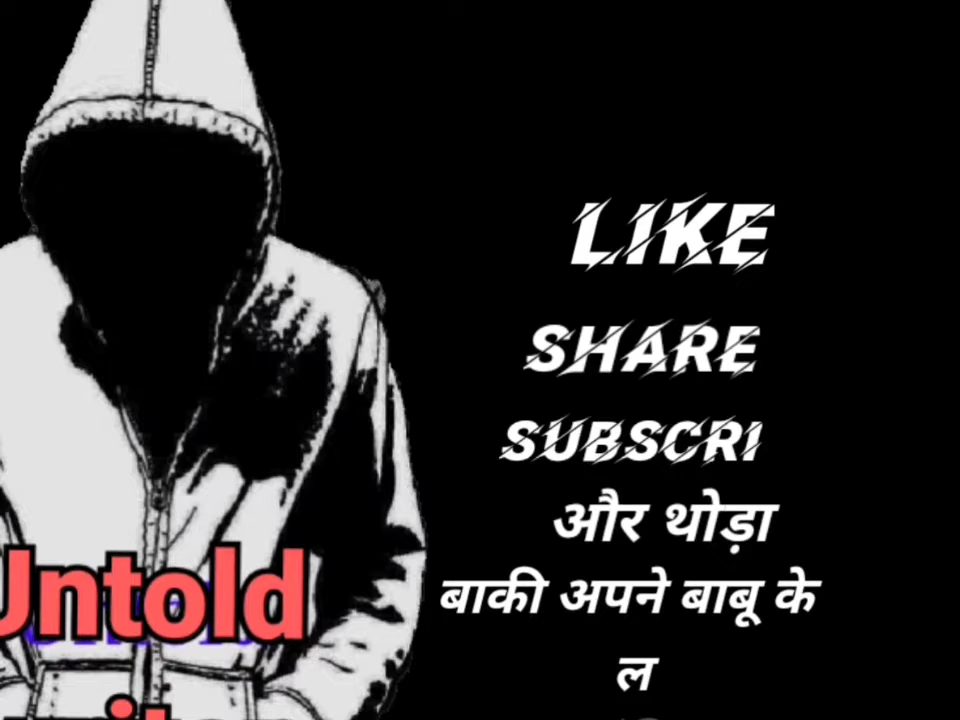 LIKE
SHARE
SUBSCRI
और थोड़ा
बाकी अपने बाबू के
ल
Untold